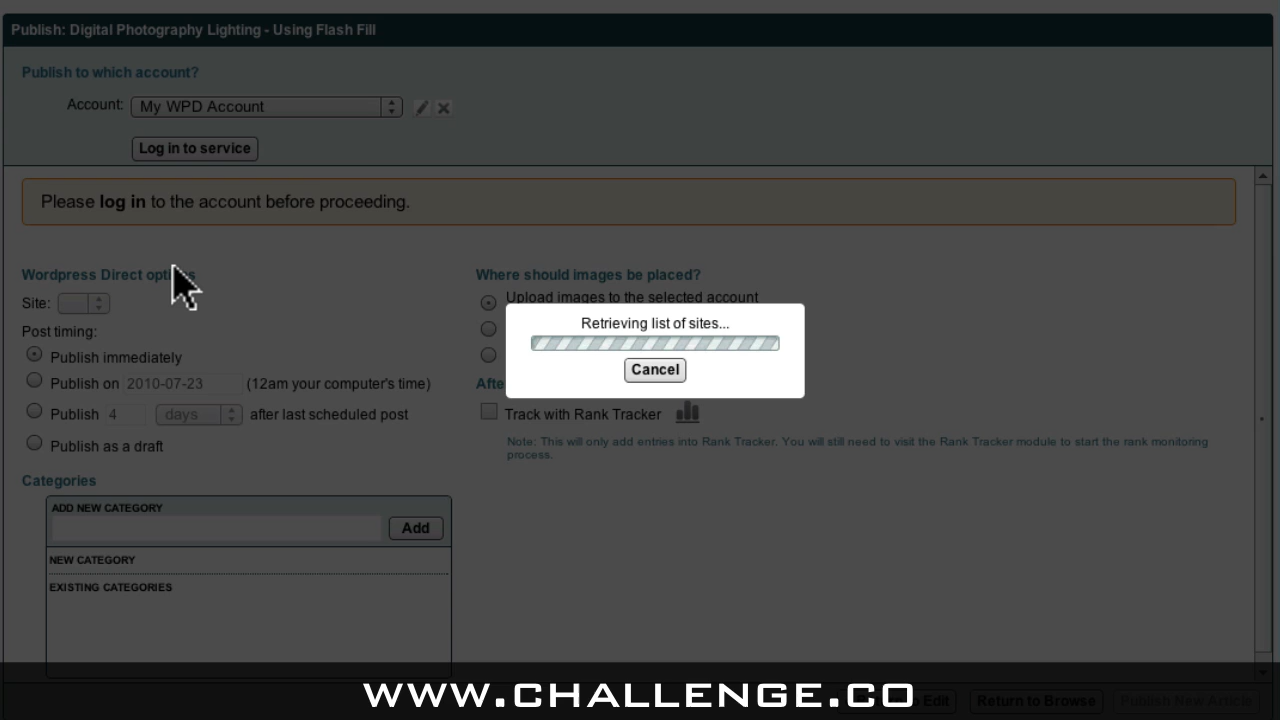 Publish: Digital Photography Lighting - Using Flash Fill
Publish to which account?
Account: My WPD Account
Log in to service
Please log in to the account before proceeding.
Wordpress Direct options
Site:
Post timing:
Publish immediately
Publish on 2010-07-23 (12am your computer's time)
Publish 4 days after last scheduled post
Publish as a draft
Categories
ADD NEW CATEGORY
Add
NEW CATEGORY
EXISTING CATEGORIES
Where should images be placed?
Upload images to the selected account
Retrieving list of sites...
Cancel
Afte
Track with Rank Tracker
Note: This will only add entries into Rank Tracker. You will still need to visit the Rank Tracker module to start the rank monitoring
process.
Edit Return to Browse Publish New Article
WWW.CHALLENGE.CO